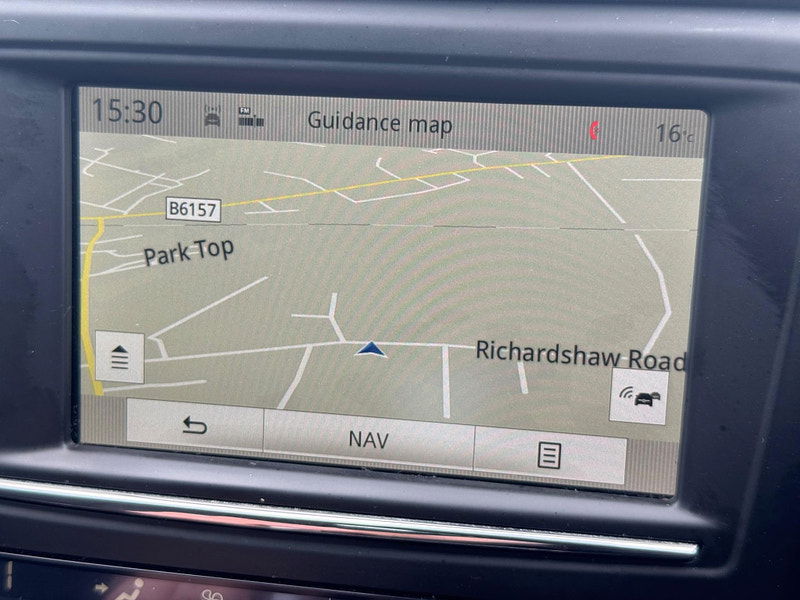 15:30
FM
Guidance map
16°C
B6157
Park Top
Richardshaw Road
NAV